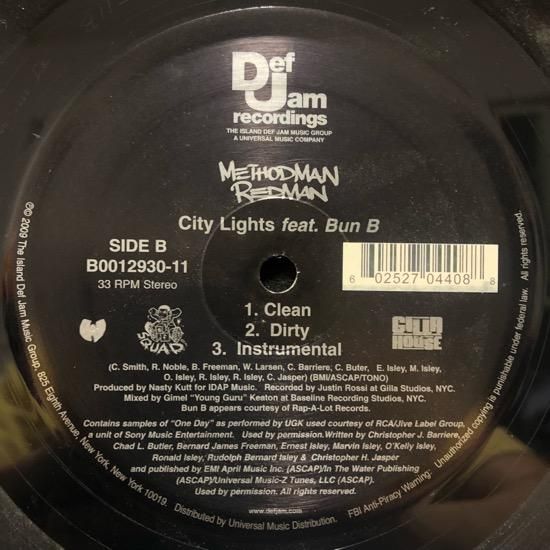 Def
Jam
recordings
THE ISLAND DEF JAM MUSIC GROUP
A UNIVERSAL MUSIC COMPANY
METHODMAN
REDMAN
City Lights feat. Bun B
SIDE B
B0012930-11
33 RPM Stereo
6 02527 04408 8
1. Clean
2. Dirty
3. Instrumental
SQUAD
GILLA
HOUSE
(C. Smith, R. Noble, B. Freeman, W. Larsen, C. Barriere, C. Buter, E. Isley, M. Isley,
O. Isley, R. Isley, R. Isley, C. Jasper) (BMI/ASCAP/TONO)
Produced by Nasty Kutt for IDAP Music. Recorded by Justin Rossi at Gilla Studios, NYC.
Mixed by Gimel "Young Guru" Keaton at Baseline Recording Studios, NYC.
Bun B appears courtesy of Rap-A-Lot Records.
Contains samples of "One Day" as performed by UGK used courtesy of RCA/Jive Label Group,
a unit of Sony Music Entertainment. Used by permission.Written by Christopher J. Barriere,
Chad L. Butler, Bernard James Freeman, Ernest Isley, Marvin Isley, O'Kelly Isley,
Ronald Isley, Rudolph Bernard Isley & Christopher H. Jasper
and published by EMI April Music Inc. (ASCAP)/In The Water Publishing
(ASCAP)/Universal Music-Z Tunes, LLC (ASCAP).
Used by permission. All rights reserved.
www.defjam.com
℗© 2009 The Island Def Jam Music Group, 825 Eighth Avenue, New York, New York 10019. Distributed by Universal Music Distribution. FBI Anti-Piracy Warning: Unauthorized copying is punishable under federal law. All rights reserved.